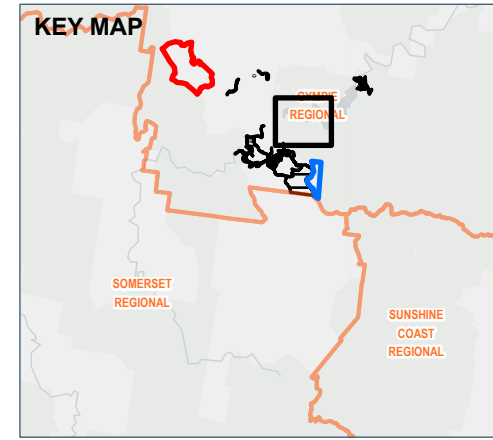 KEY MAP
GYMPIE
REGIONAL
SOMERSET
REGIONAL
SUNSHINE
COAST
REGIONAL